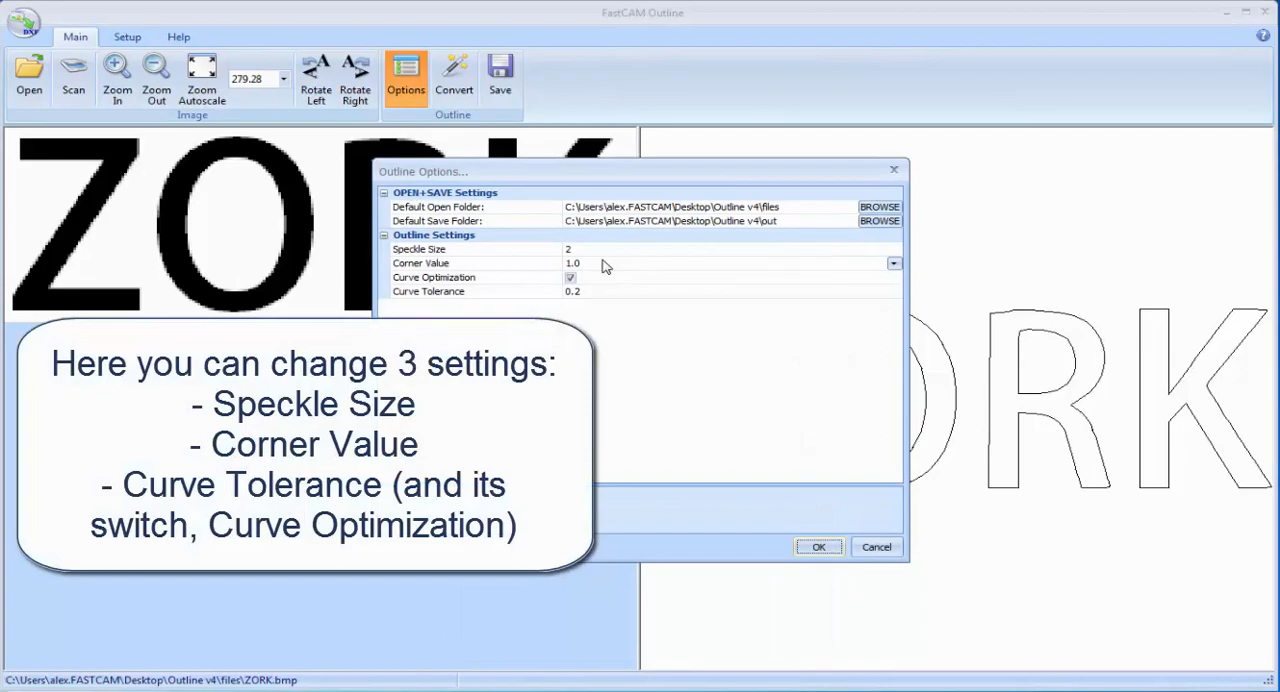 FastCAM Outline
DXF
Main Setup Help
279.28
Open Scan Zoom In Zoom Out Zoom Autoscale Rotate Left Rotate Right Options Convert Save
Image Outline
ZORK
Outline Options...
OPEN+SAVE Settings
Default Open Folder: C:\Users\alex.FASTCAM\Desktop\Outline v4\files BROWSE
Default Save Folder: C:\Users\alex.FASTCAM\Desktop\Outline v4\out BROWSE
Outline Settings
Speckle Size 2
Corner Value 1.0
Curve Optimization
Curve Tolerance 0.2
Here you can change 3 settings:
- Speckle Size
- Corner Value
- Curve Tolerance (and its
switch, Curve Optimization)
ORK
OK Cancel
C:\Users\alex.FASTCAM\Desktop\Outline v4\files\ZORK.bmp